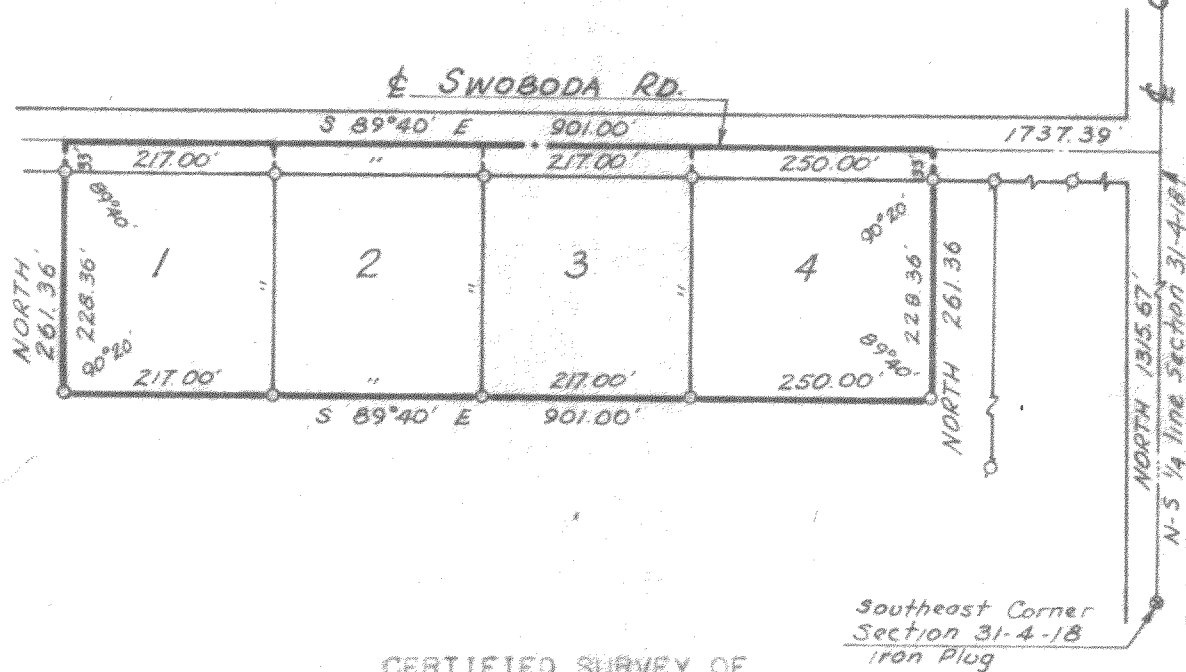 ℄ SWOBODA RD.
S 89°40' E 901.00'
1737.39'
33' 217.00' " 217.00' 250.00' 33'
89°40' 90°20'
1 2 3 4
NORTH 261.36'
228.36'
" " "
228.36'
NORTH 261.36
90°20' 89°40'
217.00' " 217.00' 250.00'
S 89°40' E 901.00'
NORTH 1315.67'
N-S 1/4 line Section 31-4-18
℄
Southeast Corner
Section 31-4-18
Iron Plug
CERTIFIED SURVEY OF